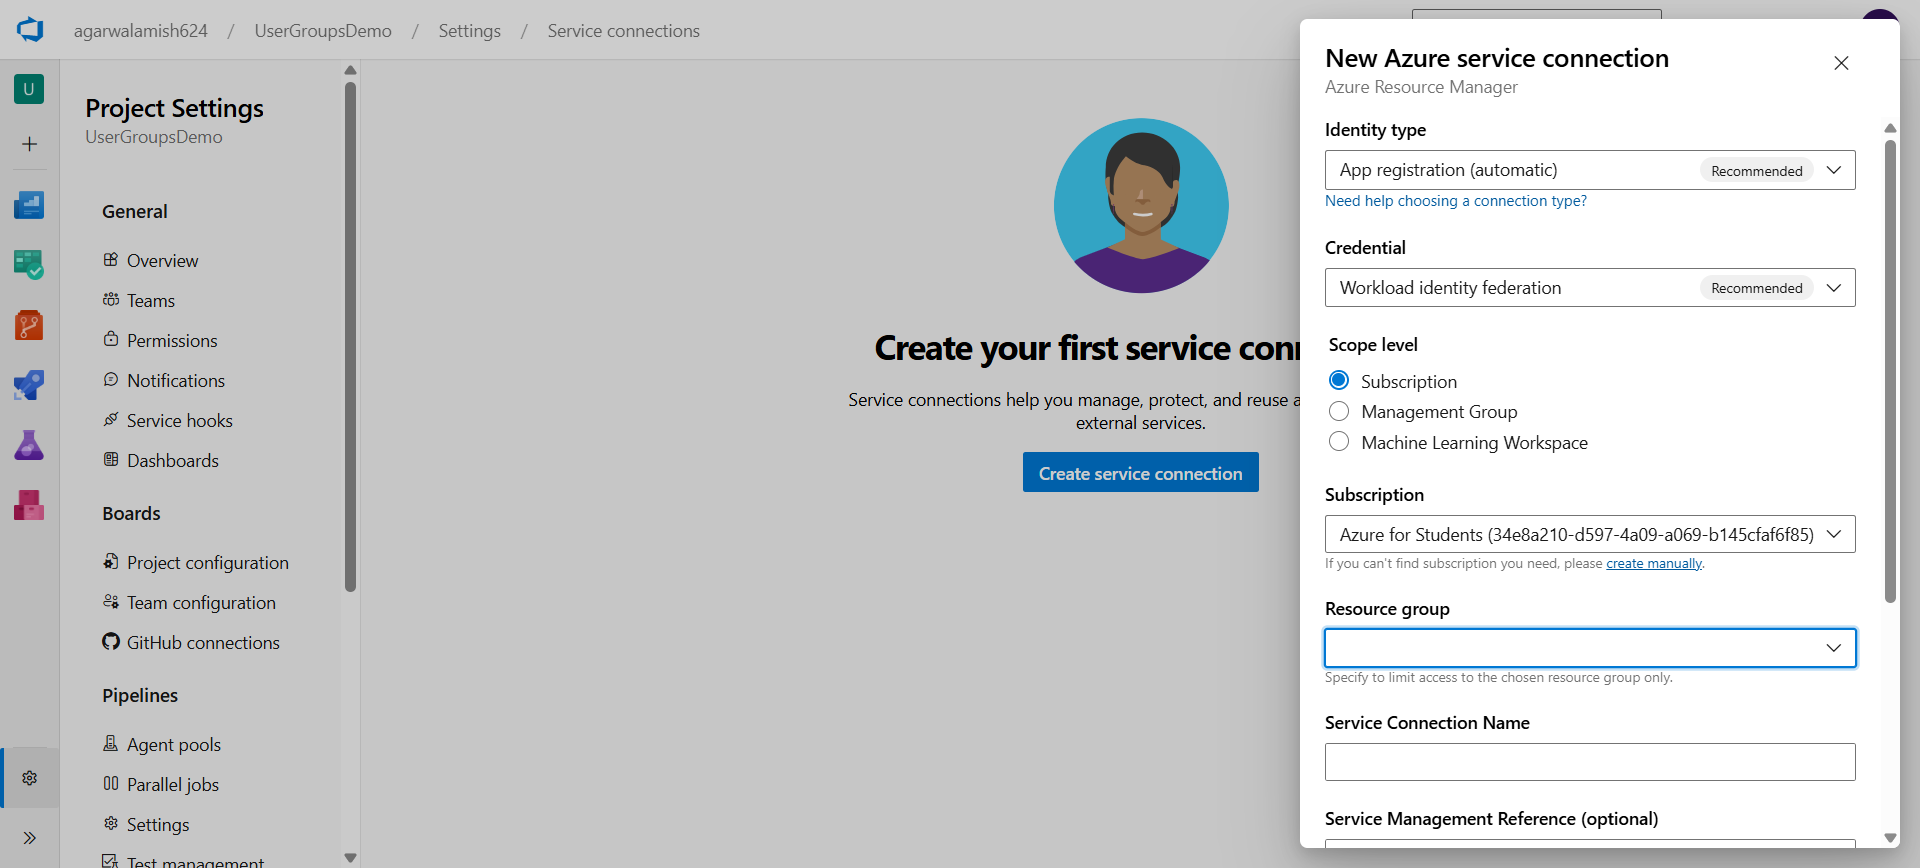 agarwalamish624 / UserGroupsDemo / Settings / Service connections
U
Project Settings
UserGroupsDemo
General
Overview
Teams
Permissions
Notifications
Service hooks
Dashboards
Boards
Project configuration
Team configuration
GitHub connections
Pipelines
Agent pools
Parallel jobs
Settings
Test management
Create your first service conn
Service connections help you manage, protect, and reuse a
external services.
Create service connection
New Azure service connection
Azure Resource Manager
Identity type
App registration (automatic) Recommended
Need help choosing a connection type?
Credential
Workload identity federation Recommended
Scope level
Subscription
Management Group
Machine Learning Workspace
Subscription
Azure for Students (34e8a210-d597-4a09-a069-b145cfaf6f85)
If you can't find subscription you need, please create manually.
Resource group
Specify to limit access to the chosen resource group only.
Service Connection Name
Service Management Reference (optional)